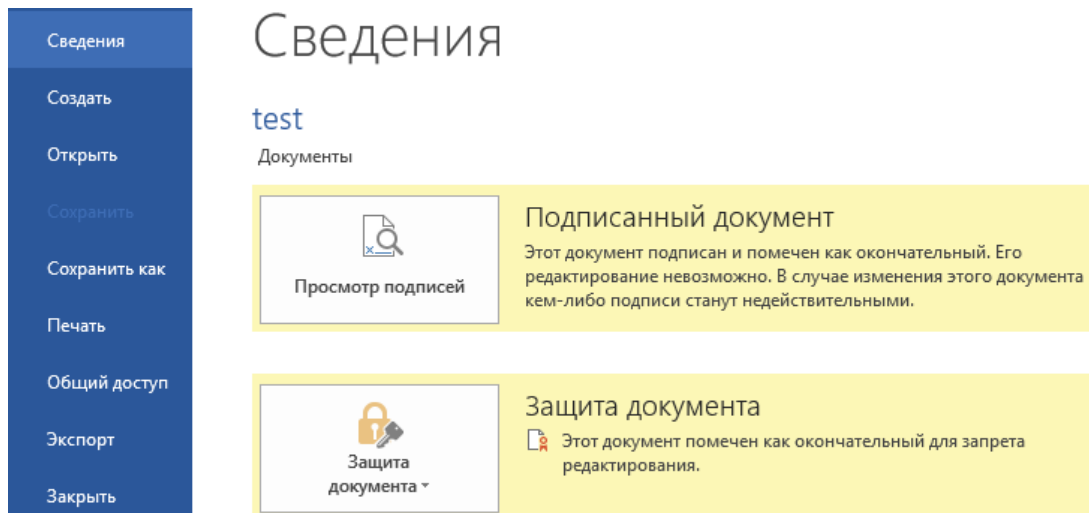 Сведения
Создать
Открыть
Сохранить
Сохранить как
Печать
Общий доступ
Экспорт
Закрыть
Сведения
test
Документы
Просмотр подписей
Подписанный документ
Этот документ подписан и помечен как окончательный. Его
редактирование невозможно. В случае изменения этого документа
кем-либо подписи станут недействительными.
Защита
документа
Защита документа
Этот документ помечен как окончательный для запрета
редактирования.